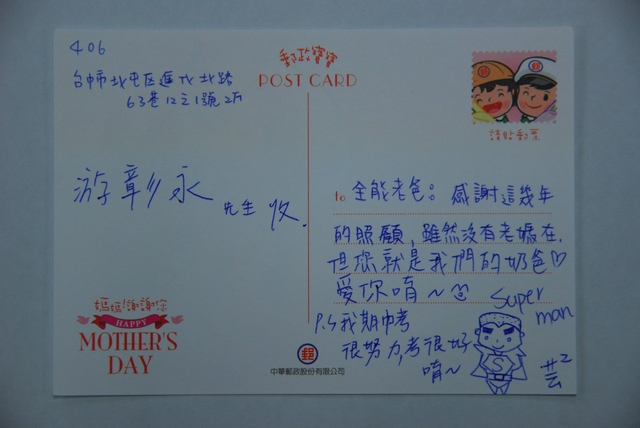 406
台中市北屯区進化北路
63巷12之1號2F
游彰永 先生 收.
郵政寶寶
POST CARD
請貼郵票
to 全能老爸：感謝這幾年
的照顧，雖然沒有老媽在，
但您就是我們的奶爸♡
愛你唷～
P.S 我期中考
很努力，考很好
唷～
Super
man
S
芸²
媽媽!謝謝你
HAPPY
MOTHER'S
DAY
郵
中華郵政股份有限公司